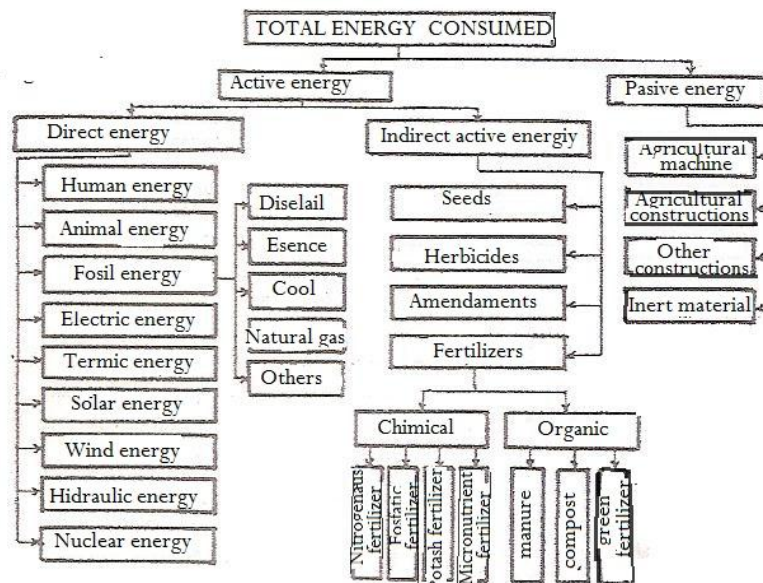 TOTAL ENERGY CONSUMED
Active energy
Pasive energy
Direct energy
Indirect active energiy
Human energy
Animal energy
Fosil energy
Electric energy
Termic energy
Solar energy
Wind energy
Hidraulic energy
Nuclear energy
Diselail
Esence
Cool
Natural gas
Others
Seeds
Herbicides
Amendaments
Fertilizers
Chimical
Organic
Nitrogenaus
fertilizer
Fostatic
fertilizer
Potash fertilizer
Micronutrient
fertilizer
manure
compost
green
fertilizer
Agricultural
machine
Agricultural
constructions
Other
constructions
Inert material